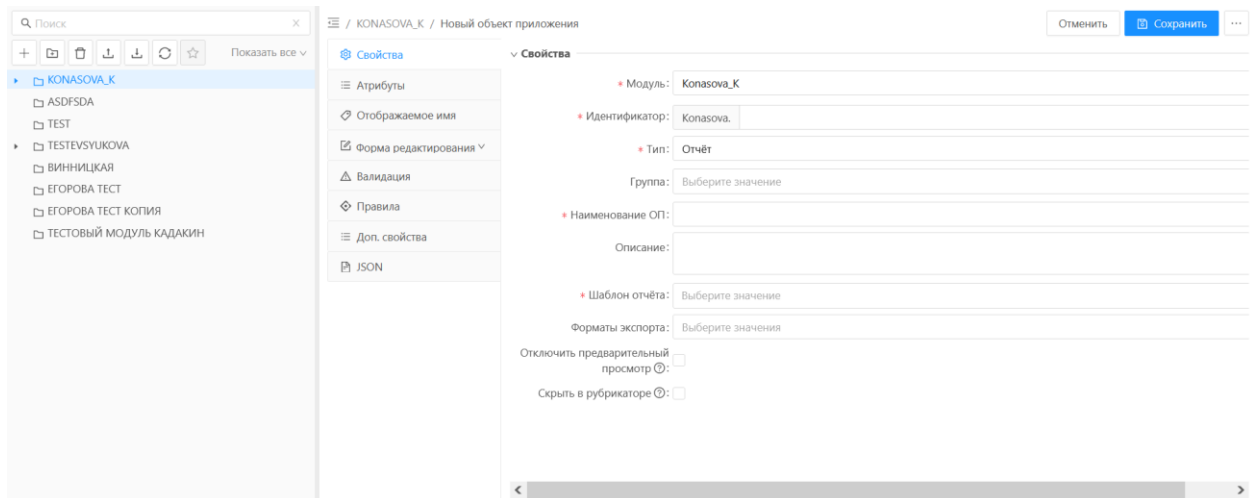 Поиск
Показать все
KONASOVA_K
ASDFSDA
TEST
TESTEVSYUKOVA
ВИННИЦКАЯ
ЕГОРОВА ТЕСТ
ЕГОРОВА ТЕСТ КОПИЯ
ТЕСТОВЫЙ МОДУЛЬ КАДАКИН
/ KONASOVA_K / Новый объект приложения
Отменить
Сохранить
Свойства
Атрибуты
Отображаемое имя
Форма редактирования
Валидация
Правила
Доп. свойства
JSON
Свойства
* Модуль: Konasova_K
* Идентификатор: Konasova.
* Тип: Отчёт
Группа: Выберите значение
* Наименование ОП:
Описание:
* Шаблон отчёта: Выберите значение
Форматы экспорта: Выберите значения
Отключить предварительный
просмотр ?:
Скрыть в рубрикаторе ?: